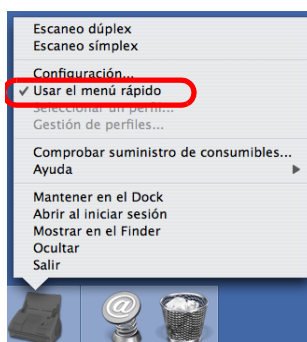 Escaneo dúplex
Escaneo símplex
Configuración...
✓ Usar el menú rápido
Seleccionar un perfil...
Gestión de perfiles...
Comprobar suministro de consumibles...
Ayuda
Mantener en el Dock
Abrir al iniciar sesión
Mostrar en el Finder
Ocultar
Salir
@